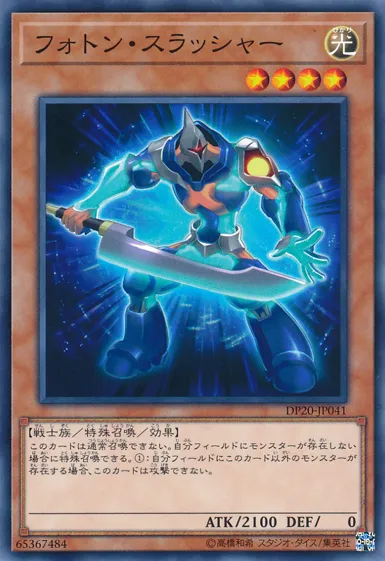 フォトン・スラッシャー
光
DP20-JP041
【戦士族/特殊召喚/効果】
このカードは通常召喚できない。自分フィールドにモンスターが存在しない
場合に特殊召喚できる。①:自分フィールドにこのカード以外のモンスターが
存在する場合、このカードは攻撃できない。
ATK/2100 DEF/ 0
65367484
©高橋和希 スタジオ・ダイス/集英社